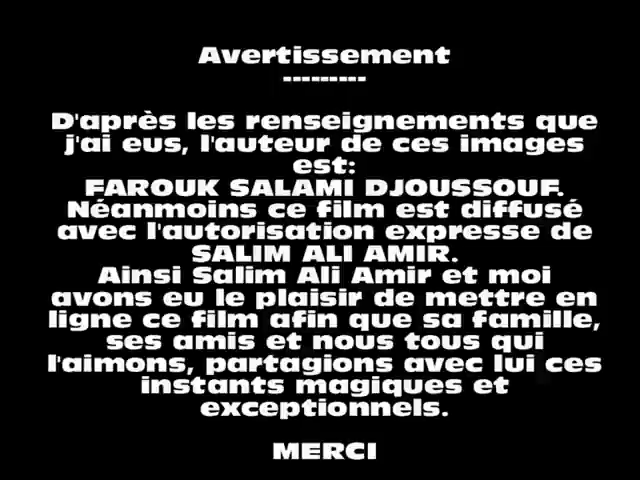 Avertissement
---------
D'après les renseignements que
j'ai eus, l'auteur de ces images
est:
FAROUK SALAMI DJOUSSOUF.
Néanmoins ce film est diffusé
avec l'autorisation expresse de
SALIM ALI AMIR.
Ainsi Salim Ali Amir et moi
avons eu le plaisir de mettre en
ligne ce film afin que sa famille,
ses amis et nous tous qui
l'aimons, partagions avec lui ces
instants magiques et
exceptionnels.
MERCI